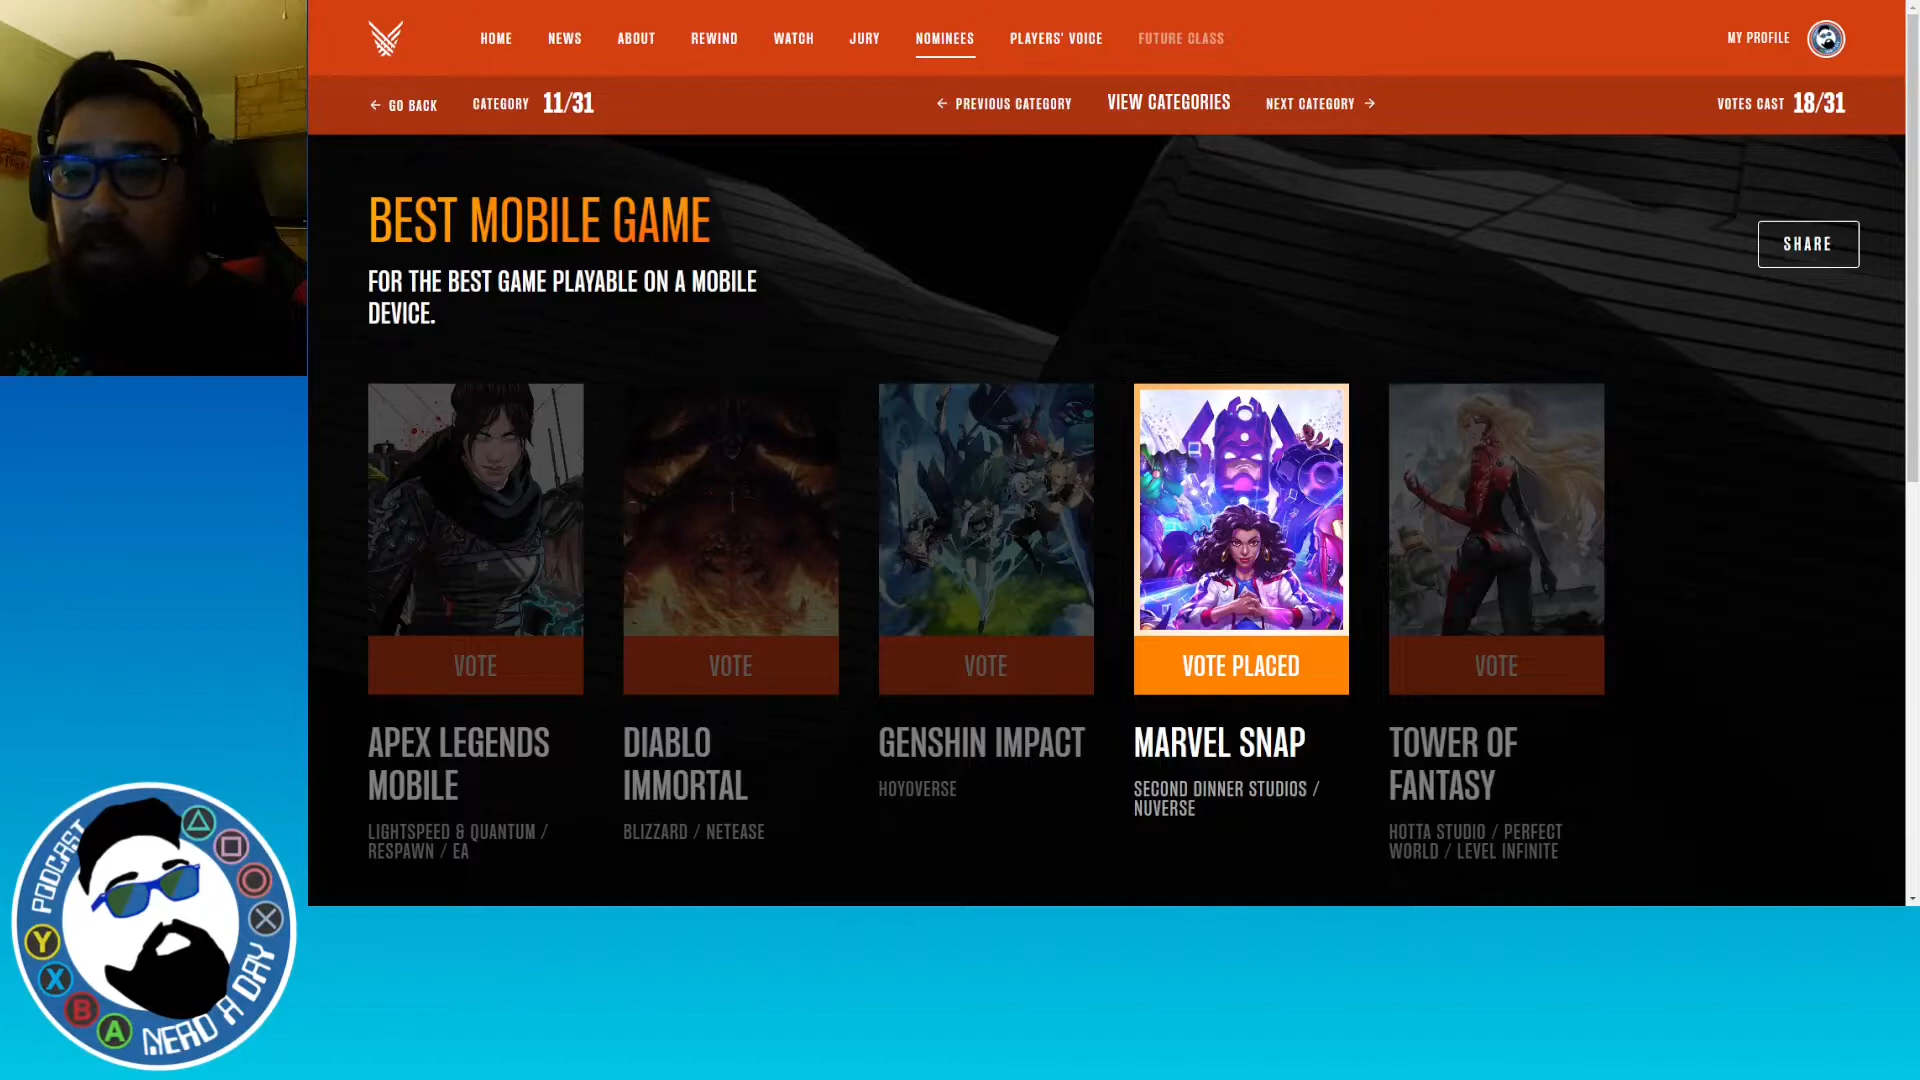 HOME NEWS ABOUT REWIND WATCH JURY NOMINEES PLAYERS' VOICE FUTURE CLASS MY PROFILE
← GO BACK CATEGORY 11/31 ← PREVIOUS CATEGORY VIEW CATEGORIES NEXT CATEGORY → VOTES CAST 18/31
BEST MOBILE GAME
SHARE
FOR THE BEST GAME PLAYABLE ON A MOBILE
DEVICE.
VOTE VOTE VOTE VOTE PLACED VOTE
APEX LEGENDS
MOBILE
LIGHTSPEED & QUANTUM /
RESPAWN / EA
DIABLO
IMMORTAL
BLIZZARD / NETEASE
GENSHIN IMPACT
HOYOVERSE
MARVEL SNAP
SECOND DINNER STUDIOS /
NUVERSE
TOWER OF
FANTASY
HOTTA STUDIO / PERFECT
WORLD / LEVEL INFINITE
PODCAST
Y X B A
NERD A DAY